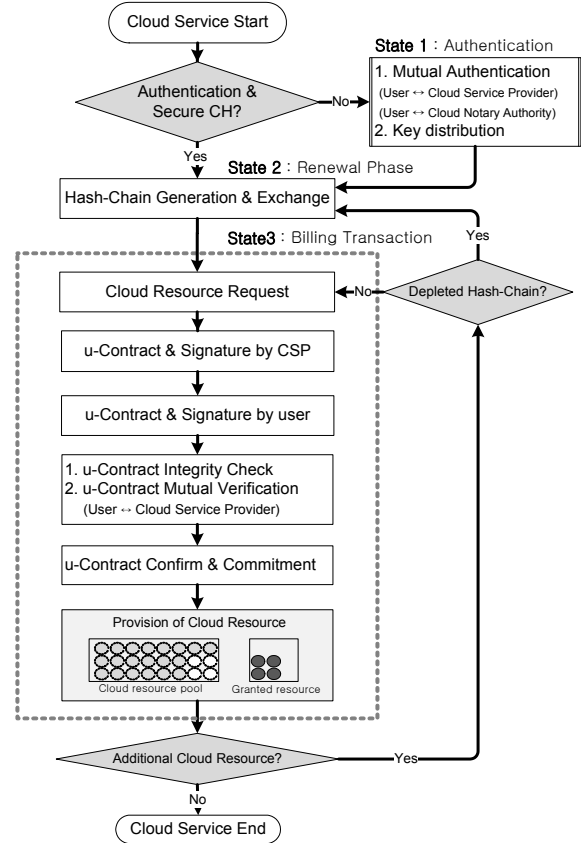 Cloud Service Start
State 1 : Authentication
Authentication &
Secure CH?
No
1. Mutual Authentication
(User ↔ Cloud Service Provider)
(User ↔ Cloud Notary Authority)
2. Key distribution
Yes
State 2 : Renewal Phase
Hash-Chain Generation & Exchange
State3 : Billing Transaction
Yes
Cloud Resource Request
No
Depleted Hash-Chain?
u-Contract & Signature by CSP
u-Contract & Signature by user
1. u-Contract Integrity Check
2. u-Contract Mutual Verification
(User ↔ Cloud Service Provider)
u-Contract Confirm & Commitment
Provision of Cloud Resource
Cloud resource pool
Granted resource
Additional Cloud Resource?
Yes
No
Cloud Service End